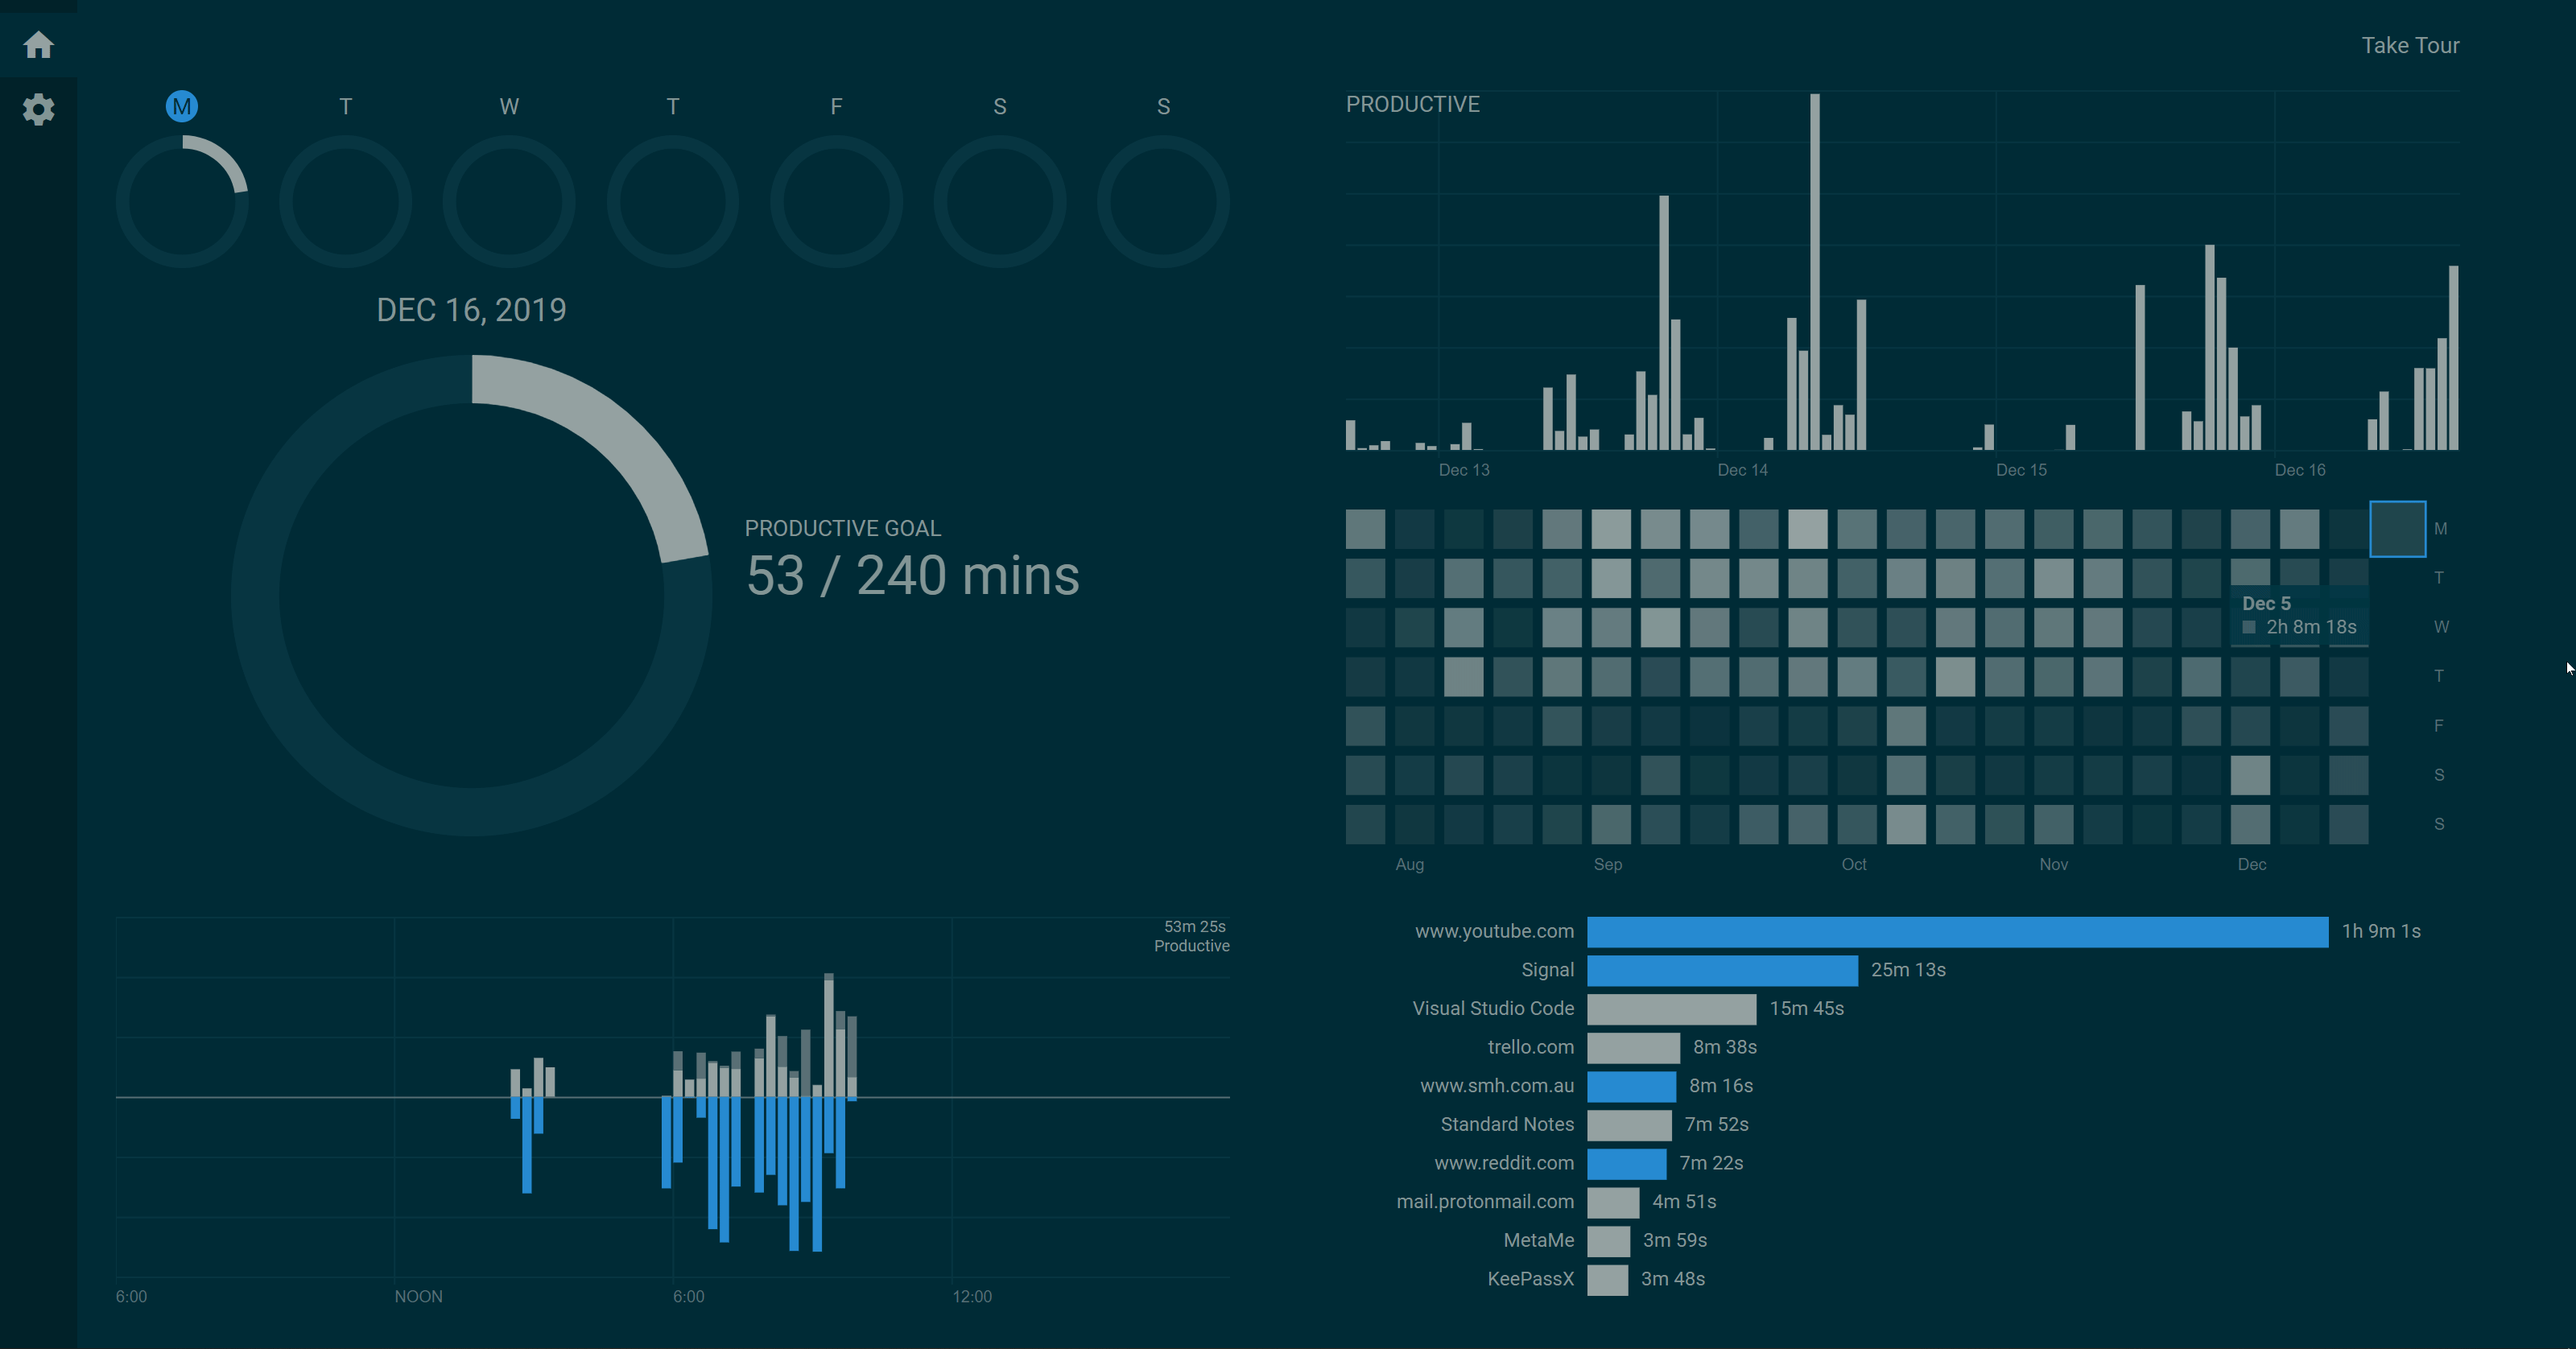 Take Tour
M T W T F S S
DEC 16, 2019
PRODUCTIVE GOAL
53 / 240 mins
PRODUCTIVE
Dec 13 Dec 14 Dec 15 Dec 16
M
T
W
T
F
S
S
Dec 5
2h 8m 18s
Aug Sep Oct Nov Dec
53m 25s
Productive
6:00 NOON 6:00 12:00
www.youtube.com 1h 9m 1s
Signal 25m 13s
Visual Studio Code 15m 45s
trello.com 8m 38s
www.smh.com.au 8m 16s
Standard Notes 7m 52s
www.reddit.com 7m 22s
mail.protonmail.com 4m 51s
MetaMe 3m 59s
KeePassX 3m 48s